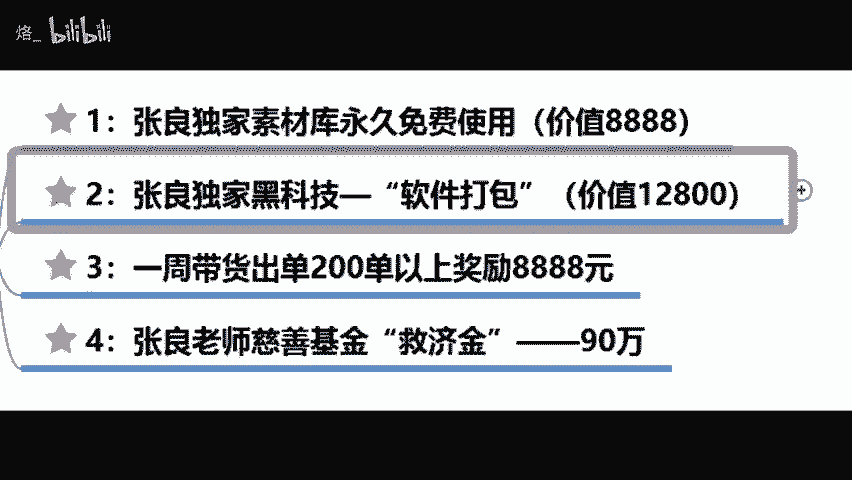 烙_ bilibili
1：张良独家素材库永久免费使用（价值8888）
2：张良独家黑科技—“软件打包”（价值12800）
3：一周带货出单200单以上奖励8888元
4：张良老师慈善基金“救济金”——90万